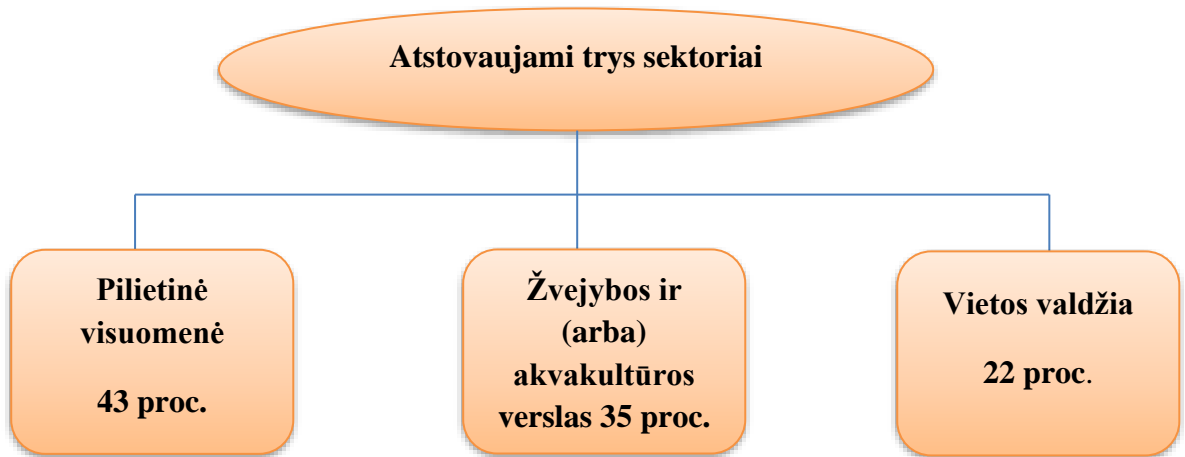 Atstovaujami trys sektoriai
Pilietinė
visuomenė
43 proc.
Žvejybos ir
(arba)
akvakultūros
verslas 35 proc.
Vietos valdžia
22 proc.